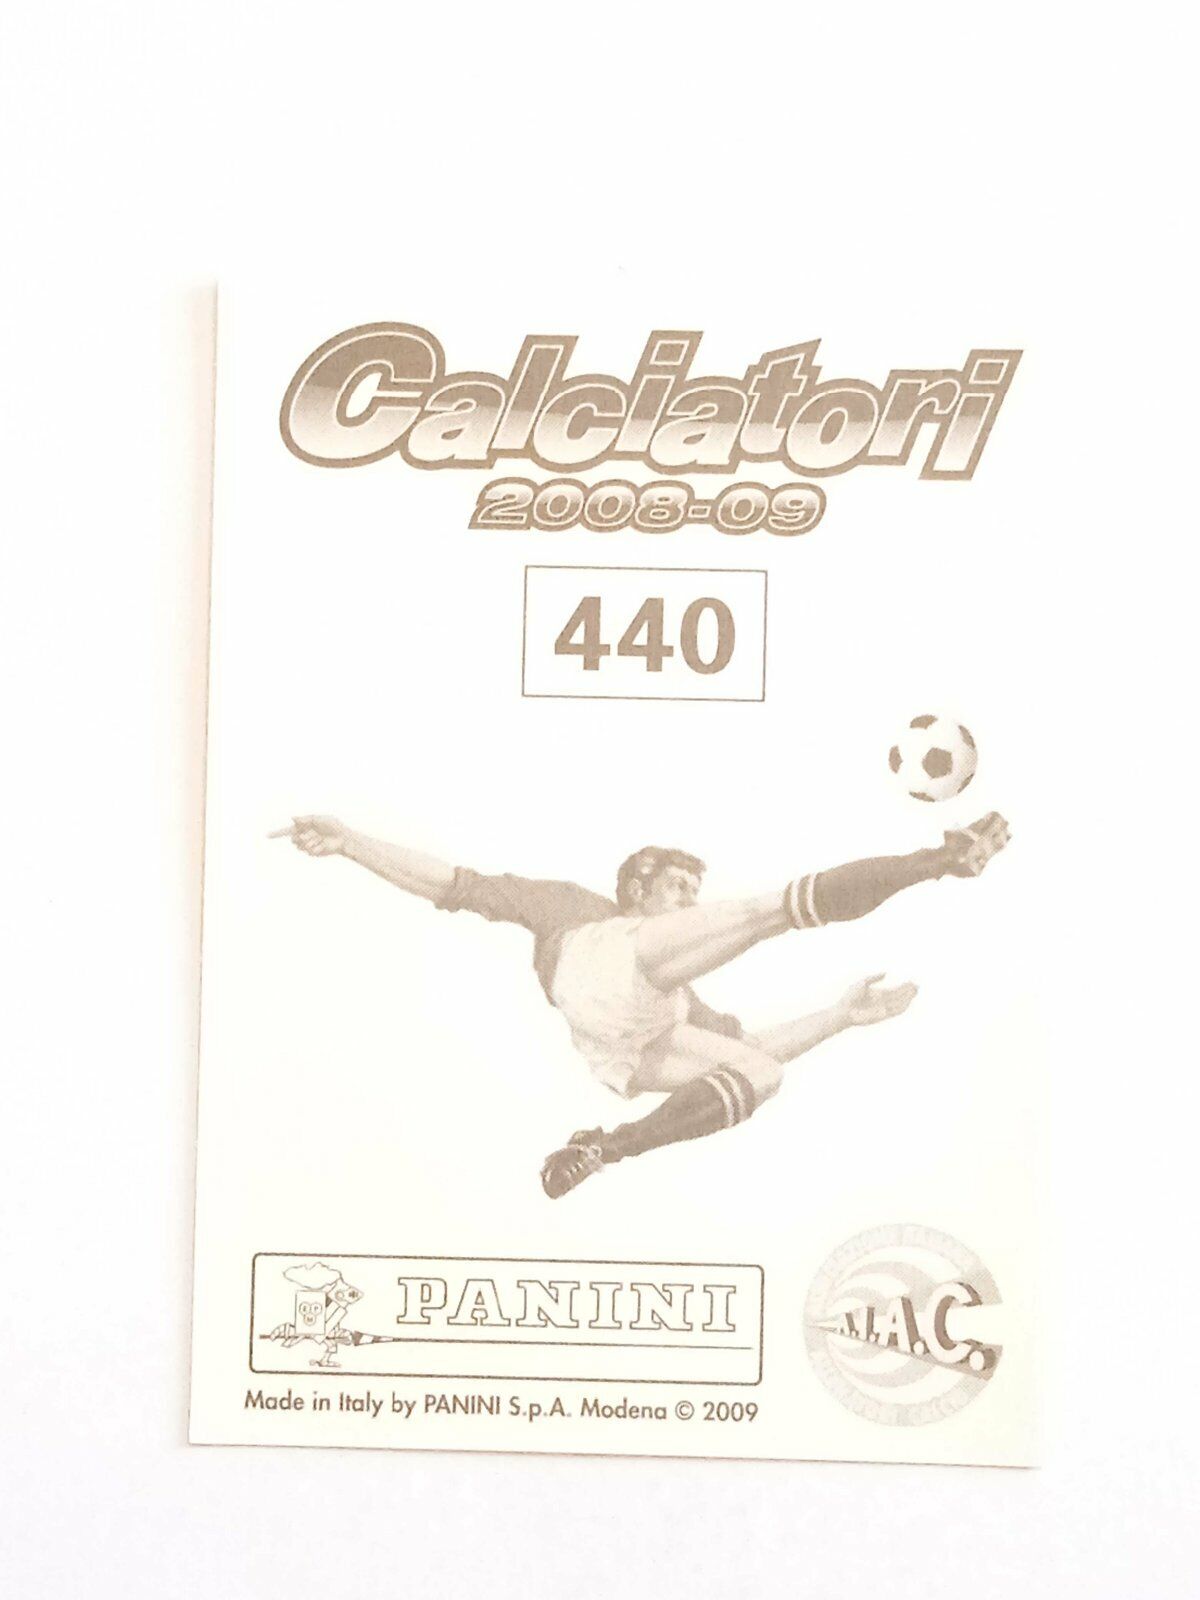 Calciatori
2008-09
440
PANINI
A.I.A.C.
Made in Italy by PANINI S.p.A. Modena © 2009